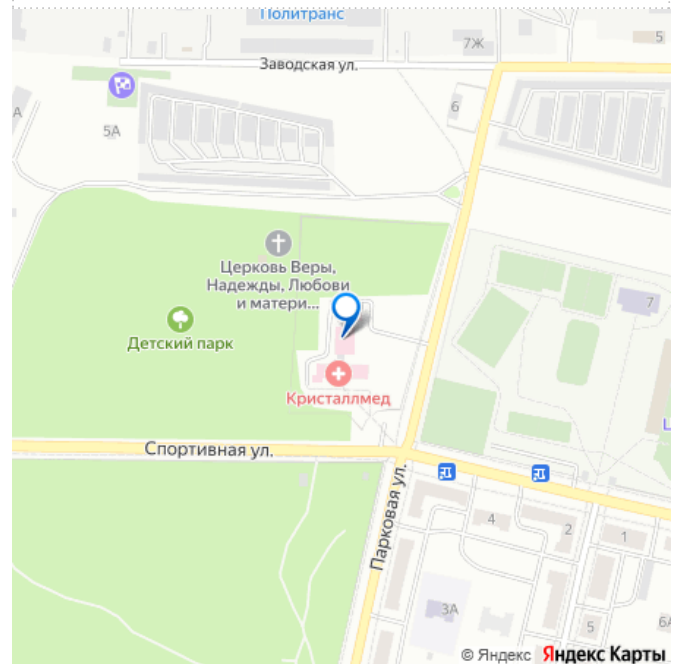 Политранс
7Ж
5
Заводская ул.
6
А
5А
Церковь Веры,
Надежды, Любови
и матери...
7
Детский парк
Кристаллмед
Ц
Спортивная ул.
Парковая ул.
4
2
1
3А
5
6А
© Яндекс Яндекс Карты